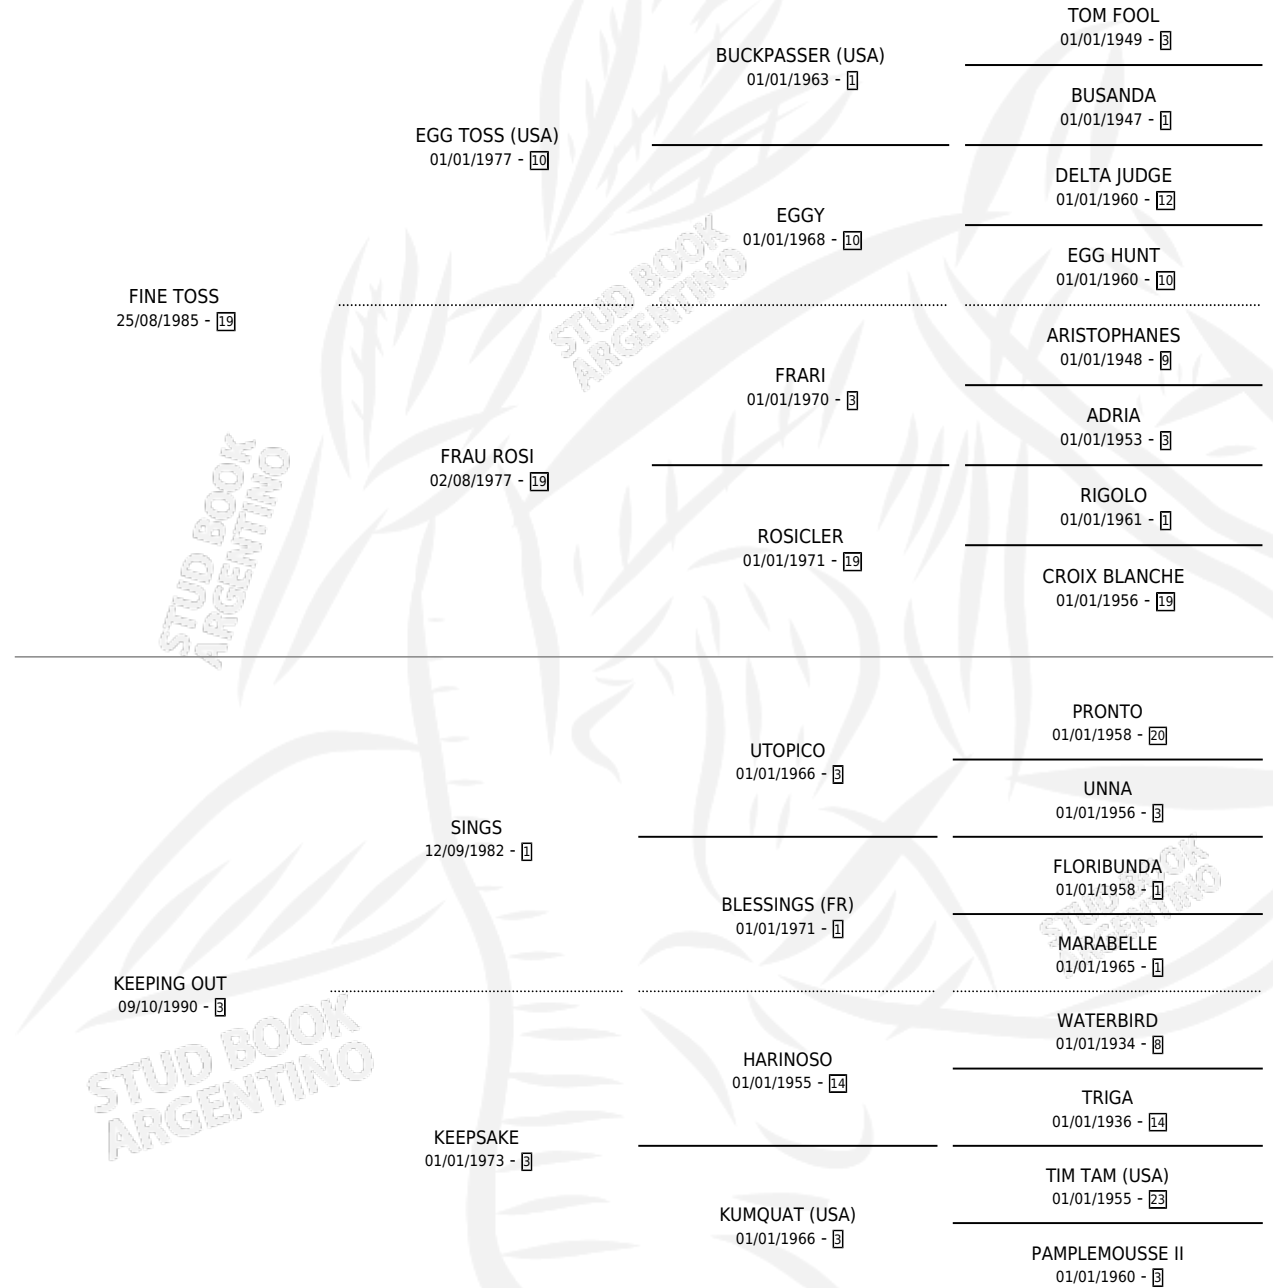 TOM FOOL
01/01/1949 - 3
BUCKPASSER (USA)
01/01/1963 - 1
BUSANDA
01/01/1947 - 1
EGG TOSS (USA)
01/01/1977 - 10
DELTA JUDGE
01/01/1960 - 12
EGGY
01/01/1968 - 10
EGG HUNT
01/01/1960 - 10
FINE TOSS
25/08/1985 - 19
ARISTOPHANES
01/01/1948 - 9
FRARI
01/01/1970 - 3
ADRIA
01/01/1953 - 3
FRAU ROSI
02/08/1977 - 19
RIGOLO
01/01/1961 - 1
ROSICLER
01/01/1971 - 19
CROIX BLANCHE
01/01/1956 - 19
PRONTO
01/01/1958 - 20
UTOPICO
01/01/1966 - 3
UNNA
01/01/1956 - 3
SINGS
12/09/1982 - 1
FLORIBUNDA
01/01/1958 - 1
BLESSINGS (FR)
01/01/1971 - 1
MARABELLE
01/01/1965 - 1
KEEPING OUT
09/10/1990 - 3
WATERBIRD
01/01/1934 - 8
HARINOSO
01/01/1955 - 14
TRIGA
01/01/1936 - 14
KEEPSAKE
01/01/1973 - 3
TIM TAM (USA)
01/01/1955 - 23
KUMQUAT (USA)
01/01/1966 - 3
PAMPLEMOUSSE II
01/01/1960 - 3
STUD BOOK
ARGENTINO
STUD BOOK
ARGENTINO
STUD BOOK
ARGENTINO
STUD BOOK
ARGENTINO